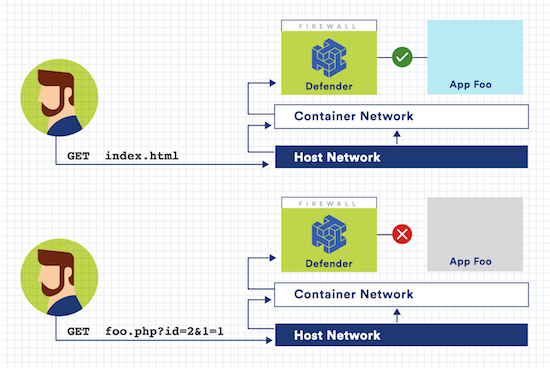 FIREWALL
Defender
App Foo
Container Network
GET index.html
Host Network
FIREWALL
Defender
App Foo
Container Network
GET foo.php?id=2&1=1
Host Network